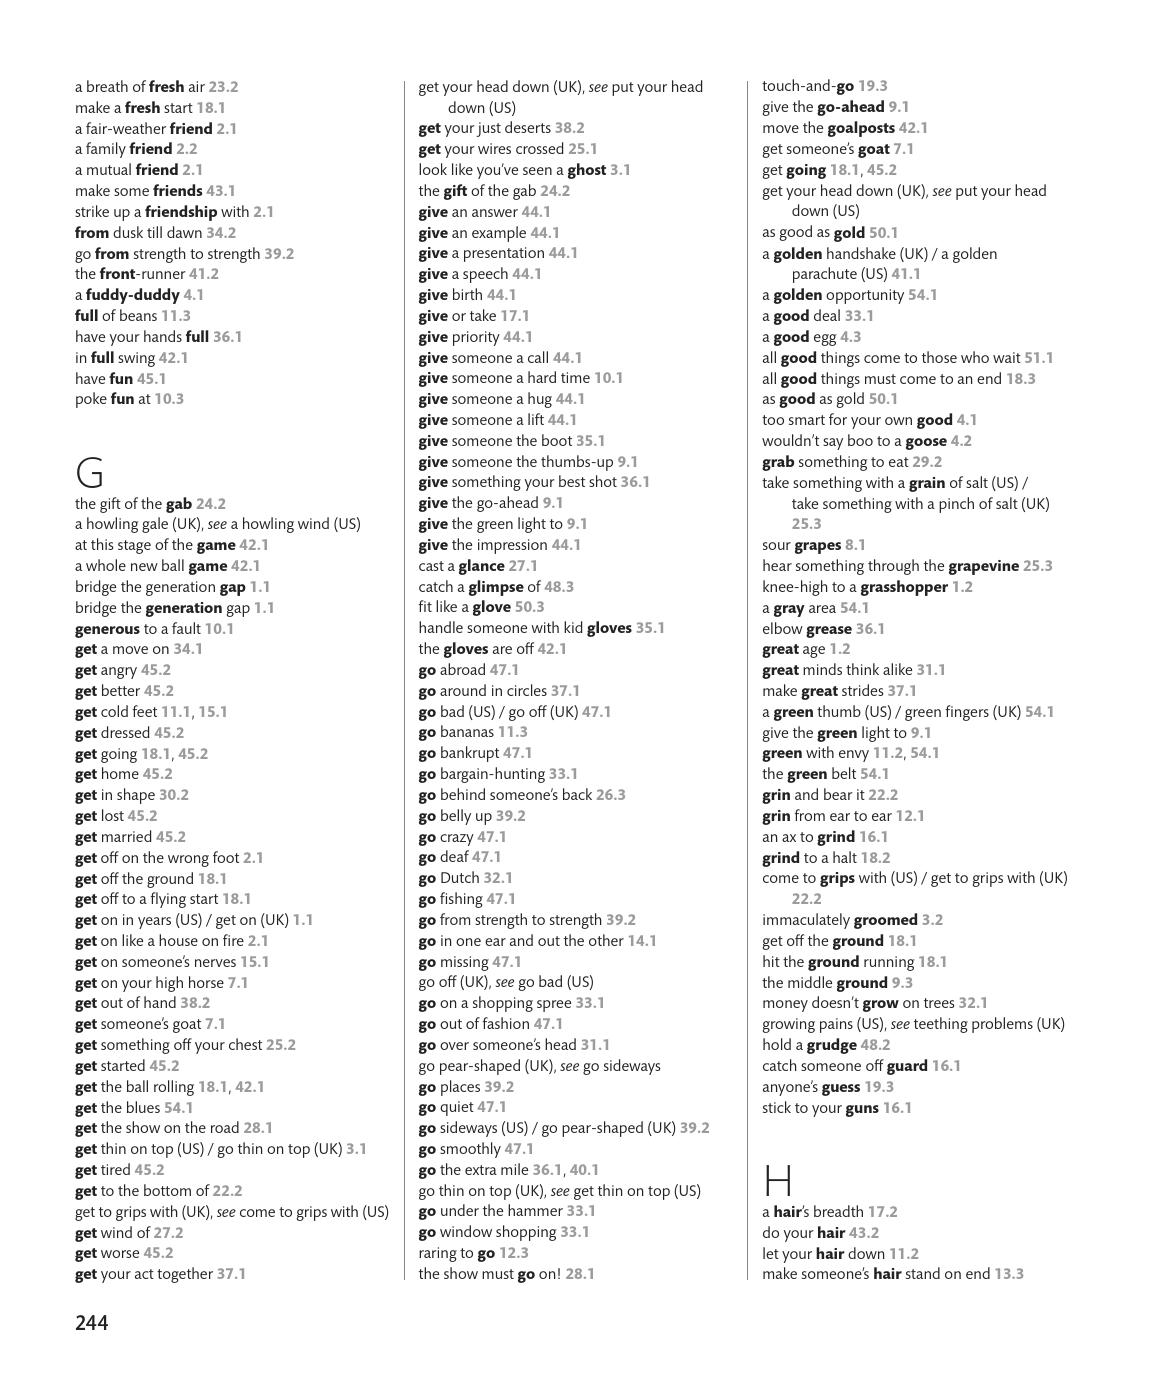 a breath of fresh air 23.2
make a fresh start 18.1
a fair-weather friend 2.1
a family friend 2.2
a mutual friend 2.1
make some friends 43.1
strike up a friendship with 2.1
from dusk till dawn 34.2
go from strength to strength 39.2
the front-runner 41.2
a fuddy-duddy 4.1
full of beans 11.3
have your hands full 36.1
in full swing 42.1
have fun 45.1
poke fun at 10.3
G
the gift of the gab 24.2
a howling gale (UK), see a howling wind (US)
at this stage of the game 42.1
a whole new ball game 42.1
bridge the generation gap 1.1
bridge the generation gap 1.1
generous to a fault 10.1
get a move on 34.1
get angry 45.2
get better 45.2
get cold feet 11.1, 15.1
get dressed 45.2
get going 18.1, 45.2
get home 45.2
get in shape 30.2
get lost 45.2
get married 45.2
get off on the wrong foot 2.1
get off the ground 18.1
get off to a flying start 18.1
get on in years (US) / get on (UK) 1.1
get on like a house on fire 2.1
get on someone's nerves 15.1
get on your high horse 7.1
get out of hand 38.2
get someone's goat 7.1
get something off your chest 25.2
get started 45.2
get the ball rolling 18.1, 42.1
get the blues 54.1
get the show on the road 28.1
get thin on top (US) / go thin on top (UK) 3.1
get tired 45.2
get to the bottom of 22.2
get to grips with (UK), see come to grips with (US)
get wind of 27.2
get worse 45.2
get your act together 37.1
get your head down (UK), see put your head
down (US)
get your just deserts 38.2
get your wires crossed 25.1
look like you've seen a ghost 3.1
the gift of the gab 24.2
give an answer 44.1
give an example 44.1
give a presentation 44.1
give a speech 44.1
give birth 44.1
give or take 17.1
give priority 44.1
give someone a call 44.1
give someone a hard time 10.1
give someone a hug 44.1
give someone a lift 44.1
give someone the boot 35.1
give someone the thumbs-up 9.1
give something your best shot 36.1
give the go-ahead 9.1
give the green light to 9.1
give the impression 44.1
cast a glance 27.1
catch a glimpse of 48.3
fit like a glove 50.3
handle someone with kid gloves 35.1
the gloves are off 42.1
go abroad 47.1
go around in circles 37.1
go bad (US) / go off (UK) 47.1
go bananas 11.3
go bankrupt 47.1
go bargain-hunting 33.1
go behind someone's back 26.3
go belly up 39.2
go crazy 47.1
go deaf 47.1
go Dutch 32.1
go fishing 47.1
go from strength to strength 39.2
go in one ear and out the other 14.1
go missing 47.1
go off (UK), see go bad (US)
go on a shopping spree 33.1
go out of fashion 47.1
go over someone's head 31.1
go pear-shaped (UK), see go sideways
go places 39.2
go quiet 47.1
go sideways (US) / go pear-shaped (UK) 39.2
go smoothly 47.1
go the extra mile 36.1, 40.1
go thin on top (UK), see get thin on top (US)
go under the hammer 33.1
go window shopping 33.1
raring to go 12.3
the show must go on! 28.1
touch-and-go 19.3
give the go-ahead 9.1
move the goalposts 42.1
get someone's goat 7.1
get going 18.1, 45.2
get your head down (UK), see put your head
down (US)
as good as gold 50.1
a golden handshake (UK) / a golden
parachute (US) 41.1
a golden opportunity 54.1
a good deal 33.1
a good egg 4.3
all good things come to those who wait 51.1
all good things must come to an end 18.3
as good as gold 50.1
too smart for your own good 4.1
wouldn't say boo to a goose 4.2
grab something to eat 29.2
take something with a grain of salt (US) /
take something with a pinch of salt (UK)
25.3
sour grapes 8.1
hear something through the grapevine 25.3
knee-high to a grasshopper 1.2
a gray area 54.1
elbow grease 36.1
great age 1.2
great minds think alike 31.1
make great strides 37.1
a green thumb (US) / green fingers (UK) 54.1
give the green light to 9.1
green with envy 11.2, 54.1
the green belt 54.1
grin and bear it 22.2
grin from ear to ear 12.1
an ax to grind 16.1
grind to a halt 18.2
come to grips with (US) / get to grips with (UK)
22.2
immaculately groomed 3.2
get off the ground 18.1
hit the ground running 18.1
the middle ground 9.3
money doesn't grow on trees 32.1
growing pains (US), see teething problems (UK)
hold a grudge 48.2
catch someone off guard 16.1
anyone's guess 19.3
stick to your guns 16.1
H
a hair's breadth 17.2
do your hair 43.2
let your hair down 11.2
make someone's hair stand on end 13.3
244